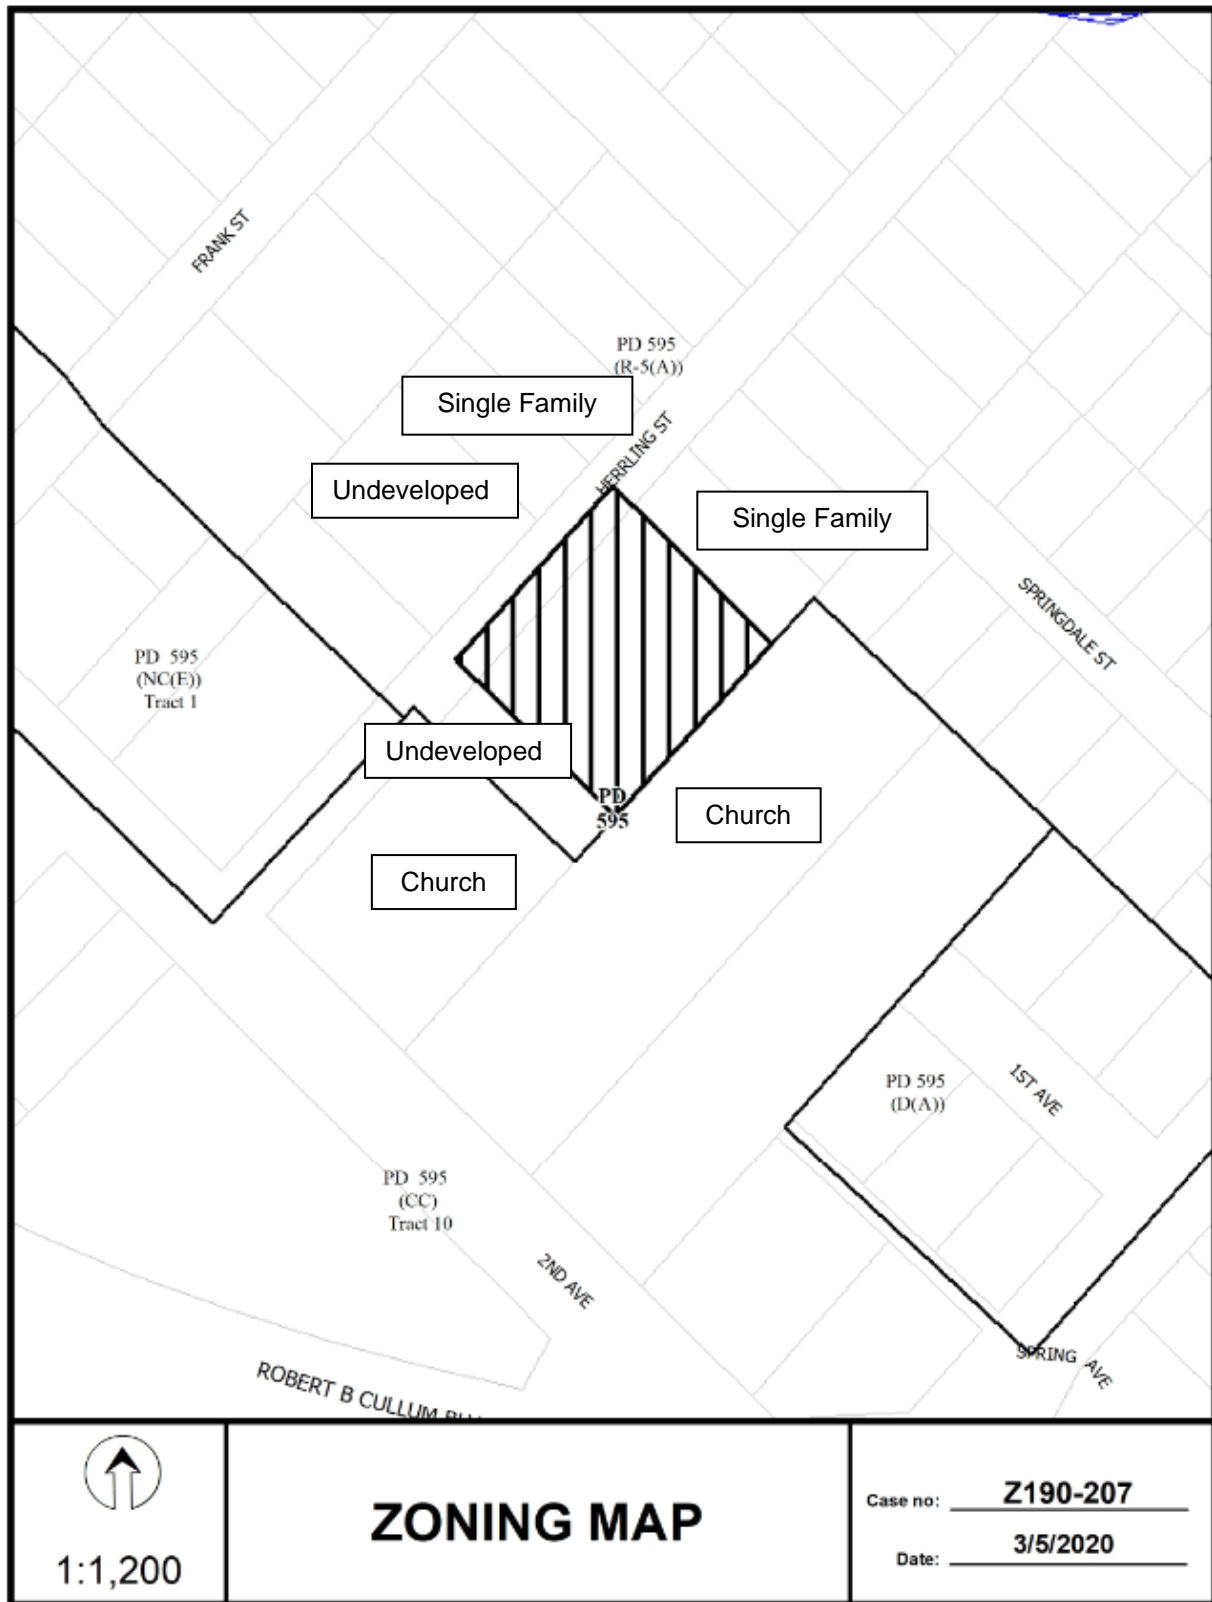 FRANK ST
PD 595
(R-5(A))
Single Family
HERRLING ST
Undeveloped
Single Family
SPRINGDALE ST
PD 595
(NC(E))
Tract 1
Undeveloped
PD
595
Church
Church
1ST AVE
PD 595
(D(A))
PD 595
(CC)
Tract 10
2ND AVE
SPRING AVE
ROBERT B CULLUM
1:1,200
ZONING MAP
Case no: Z190-207
Date: 3/5/2020